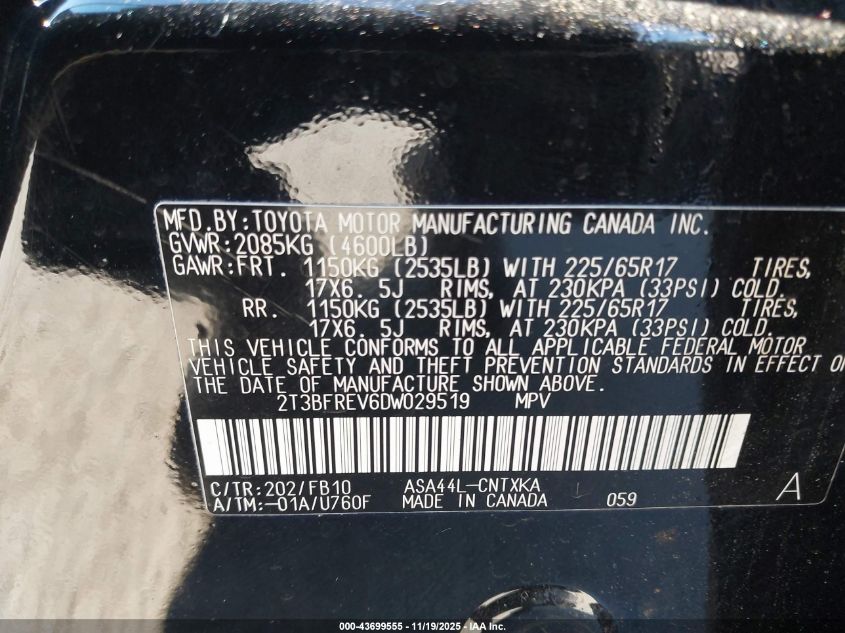 MFD.BY:TOYOTA MOTOR MANUFACTURING CANADA INC.
GVWR:2085KG (4600LB)
GAWR:FRT. 1150KG (2535LB) WITH 225/65R17 TIRES,
17X6. 5J RIMS, AT 230KPA (33PSI) COLD.
RR. 1150KG (2535LB) WITH 225/65R17 TIRES,
17X6. 5J RIMS, AT 230KPA (33PSI) COLD.
THIS VEHICLE CONFORMS TO ALL APPLICABLE FEDERAL MOTOR
VEHICLE SAFETY AND THEFT PREVENTION STANDARDS IN EFFECT ON
THE DATE OF MANUFACTURE SHOWN ABOVE.
2T3BFREV6DW029519 MPV
C/TR:202/FB10 ASA44L-CNTXKA
A/TM:-01A/U760F MADE IN CANADA 059 A
000-43699555 - 11/19/2025 - IAA Inc.